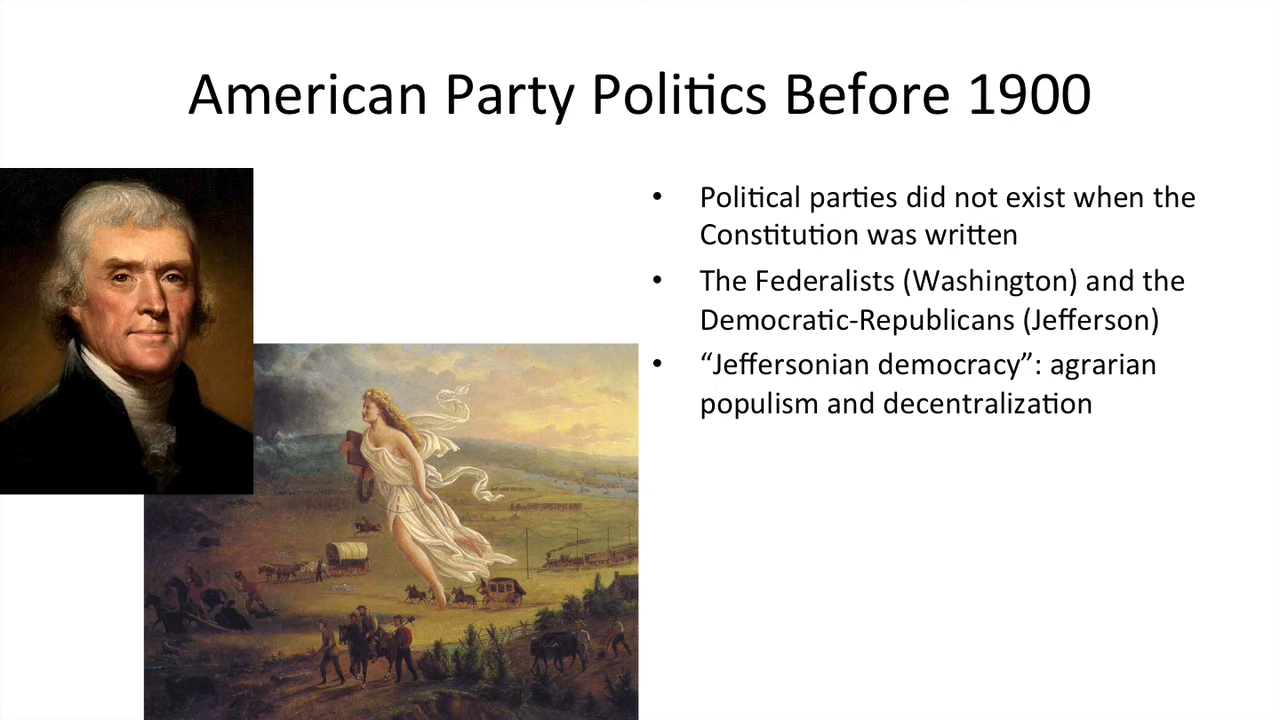 American Party Politics Before 1900
• Political parties did not exist when the
Constitution was written
• The Federalists (Washington) and the
Democratic-Republicans (Jefferson)
• “Jeffersonian democracy”: agrarian
populism and decentralization